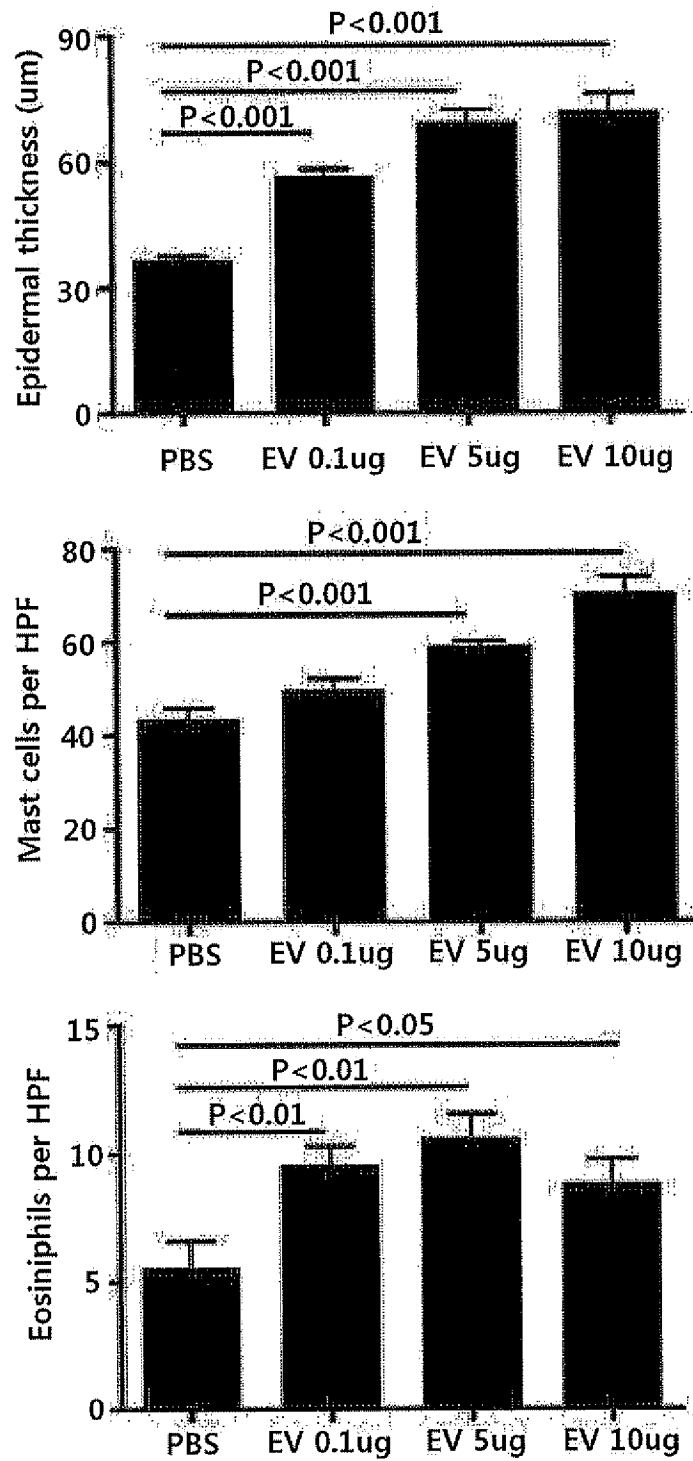 P<0.001
P<0.001
P<0.001
Epidermal thickness (um)
90
60
30
0
PBS EV 0.1ug EV 5ug EV 10ug
P<0.001
P<0.001
Mast cells per HPF
80
60
40
20
0
PBS EV 0.1ug EV 5ug EV 10ug
P<0.05
P<0.01
P<0.01
Eosiniphils per HPF
15
10
5
0
PBS EV 0.1ug EV 5ug EV 10ug